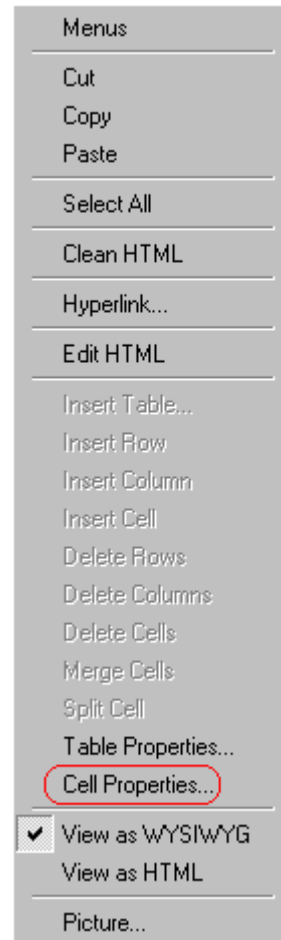 Menus
Cut
Copy
Paste
Select All
Clean HTML
Hyperlink...
Edit HTML
Insert Table...
Insert Row
Insert Column
Insert Cell
Delete Rows
Delete Columns
Delete Cells
Merge Cells
Split Cell
Table Properties...
Cell Properties...
View as WYSIWYG
View as HTML
Picture...